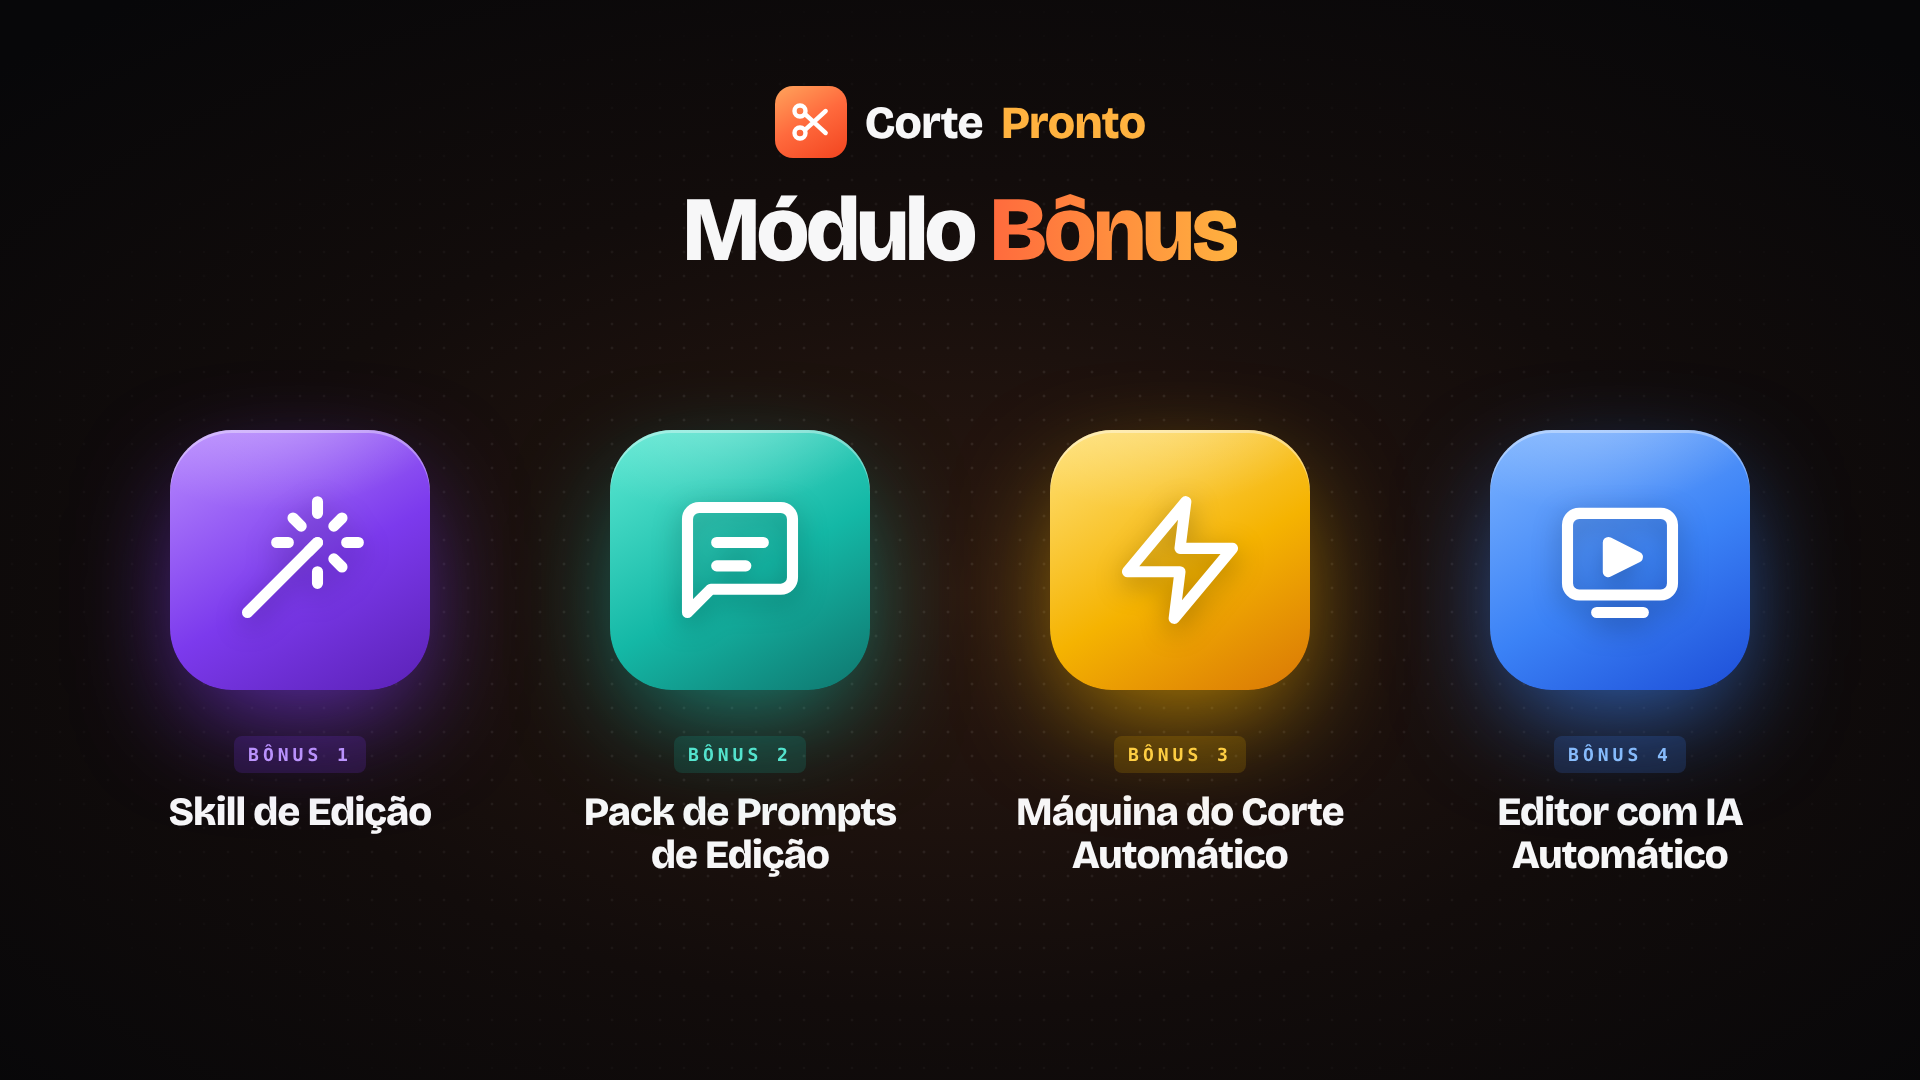 Corte Pronto
Módulo Bônus
BÔNUS 1
Skill de Edição
BÔNUS 2
Pack de Prompts
de Edição
BÔNUS 3
Máquina do Corte
Automático
BÔNUS 4
Editor com IA
Automático